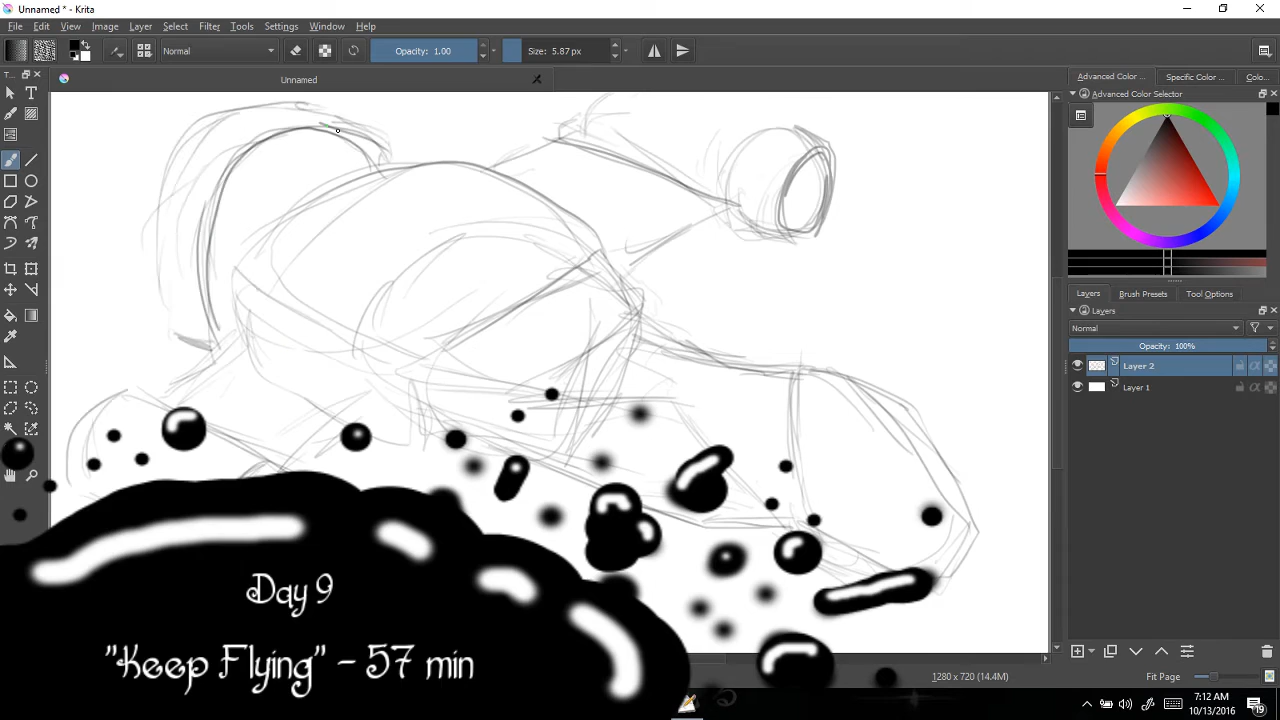 Unnamed * - Krita
File Edit View Image Layer Select Filter Tools Settings Window Help
Normal Opacity: 1.00 Size: 5.87 px
T... Unnamed Advanced Color ... Specific Color ... Co...
Advanced Color Selector
Layers Brush Presets Tool Options
Layers
Normal
Opacity: 100%
Layer 2
Layer 1
Day 9
"Keep Flying" - 57 min
1280 x 720 (14.4M) Fit Page
7:12 AM
10/13/2016